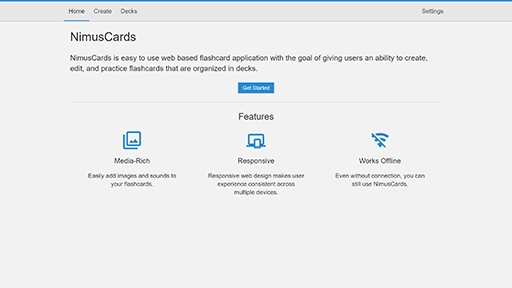 Home Create Decks Settings
NimusCards
NimusCards is easy to use web based flashcard application with the goal of giving users an ability to create,
edit, and practice flashcards that are organized in decks.
Get Started
Features
Media-Rich
Easily add images and sounds to
your flashcards.
Responsive
Responsive web design makes user
experience consistent across
multiple devices.
Works Offline
Even without connection, you can
still use NimusCards.